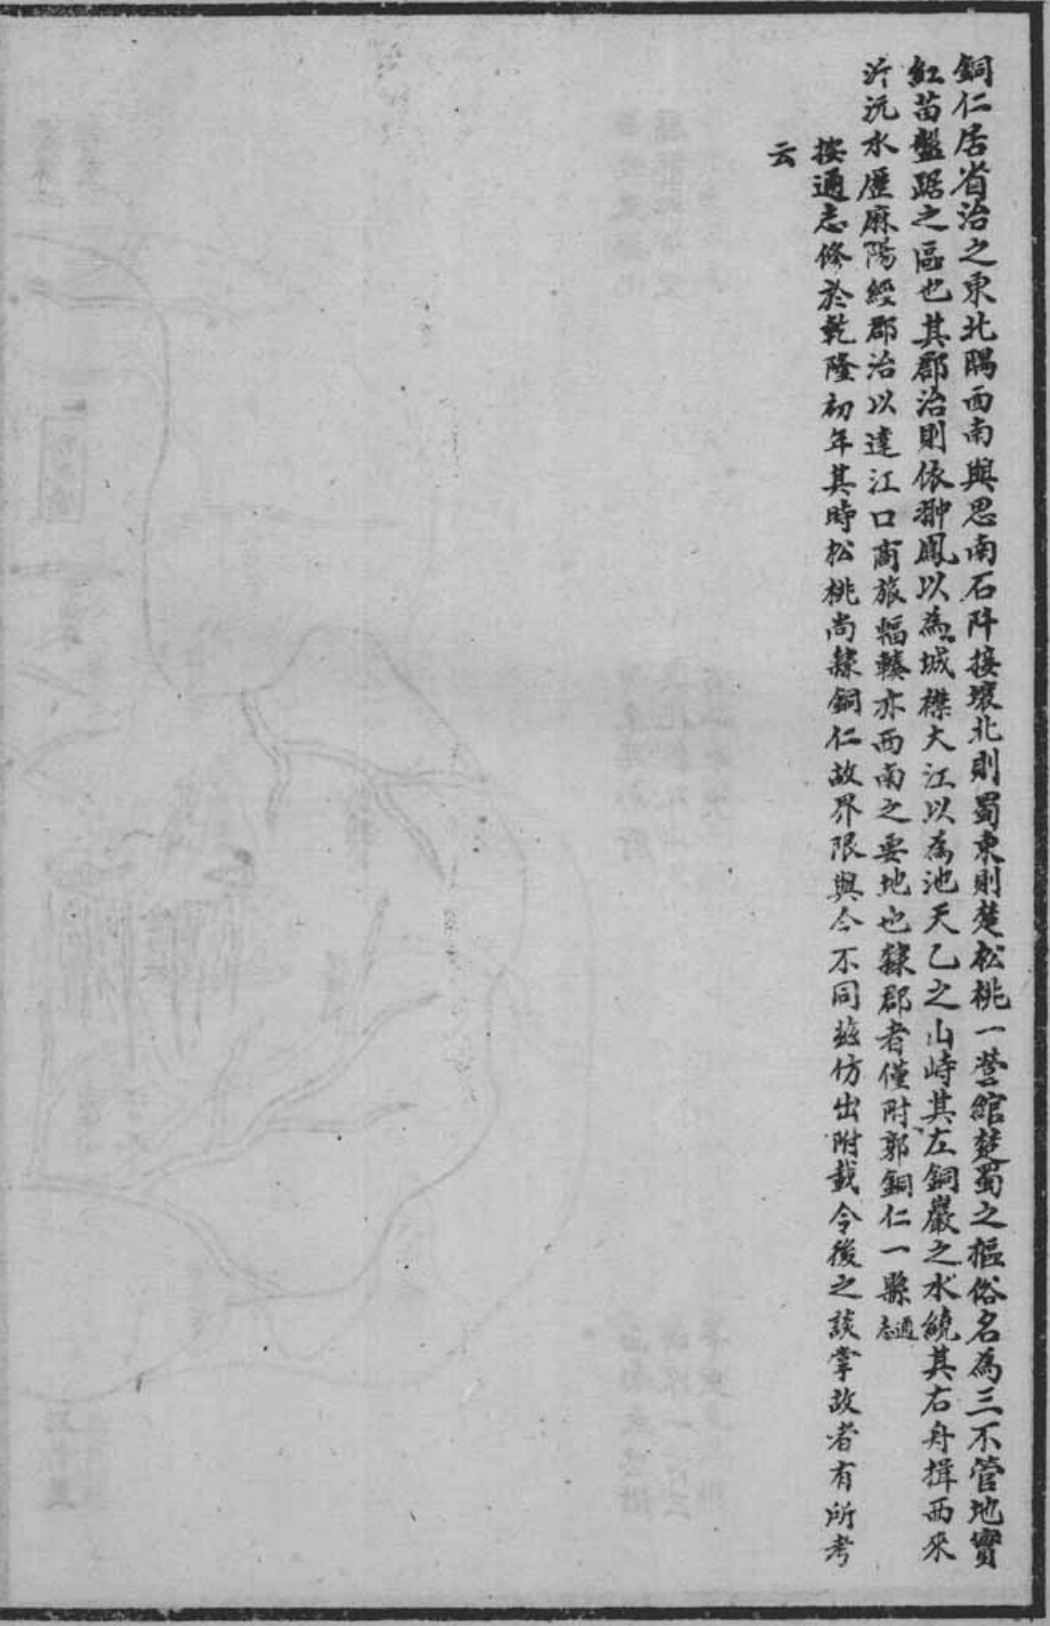 銅仁居省治之東北隅西南與思南石阡接壤北則蜀東則楚松桃一營綰楚蜀之樞俗名為三不管地實
紅苗盤踞之區也其郡治則依翀鳳以為城襟大江以為池天乙之山峙其左銅巖之水繞其右舟揖西來
沂沅水歷麻陽經郡治以達江口商旅輻輳亦西南之要地也隸郡者僅附郭銅仁一縣通志
按通志修於乾隆初年其時松桃尚隸銅仁故界限與今不同茲仿出附載令後之談掌故者有所考
云